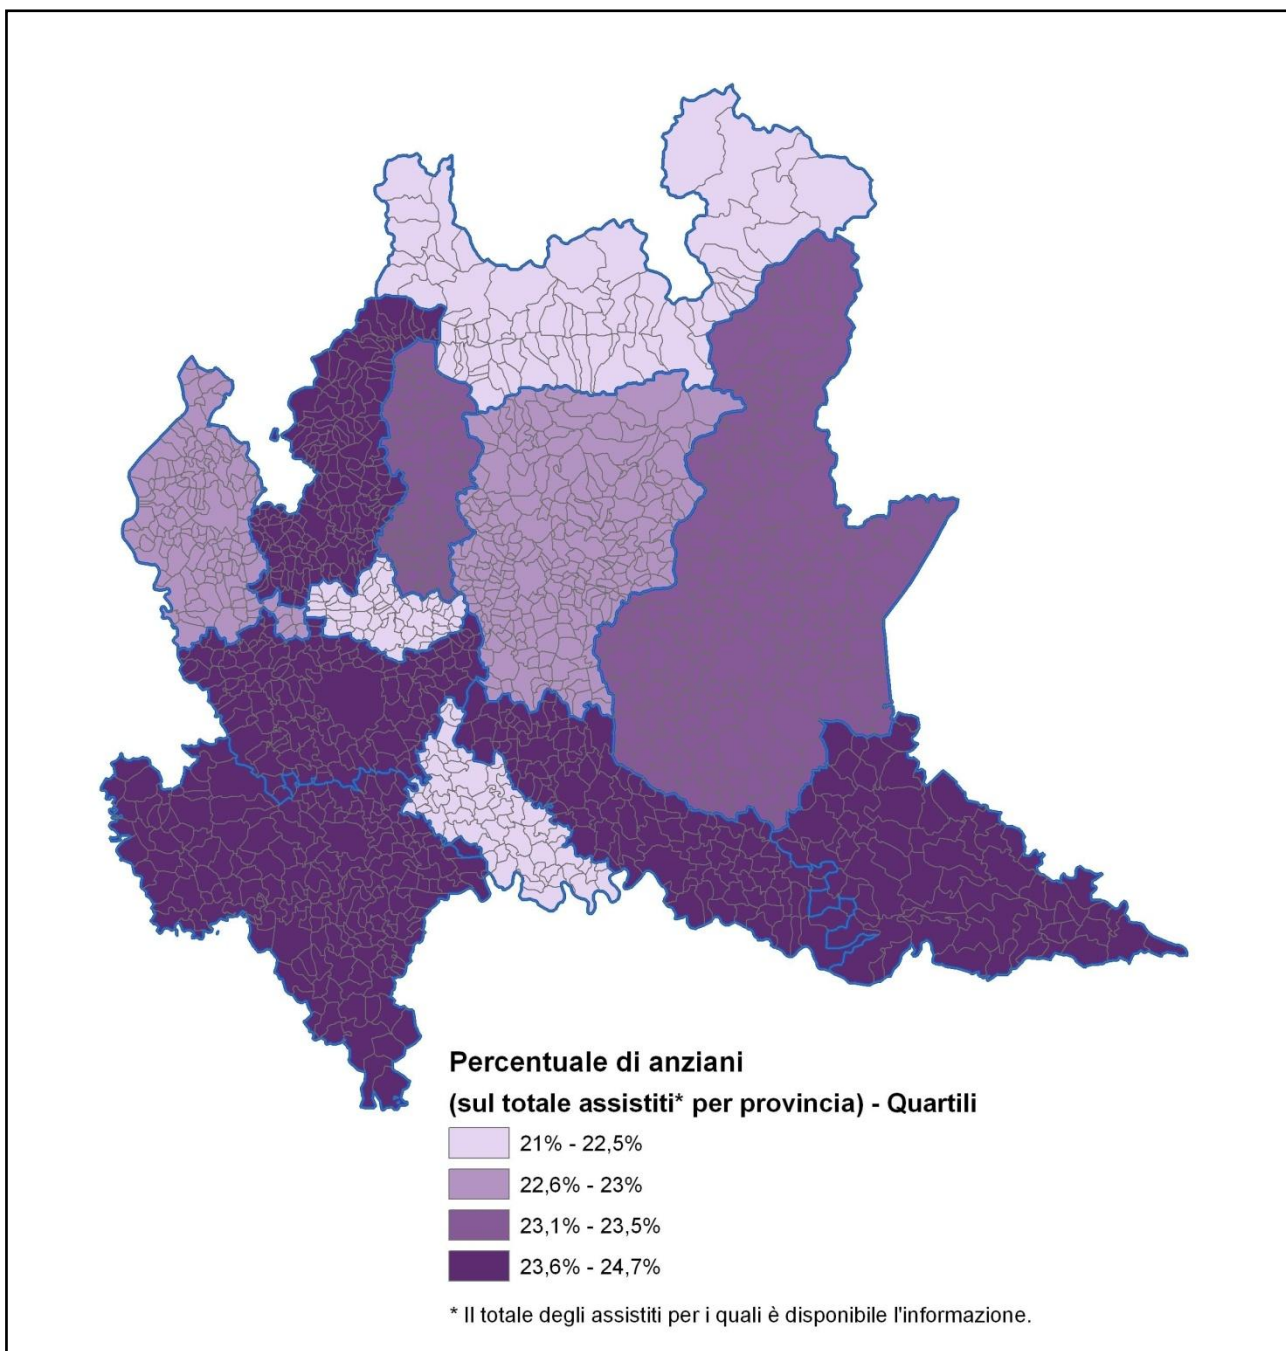 Percentuale di anziani
(sul totale assistiti* per provincia) - Quartili
21% - 22,5%
22,6% - 23%
23,1% - 23,5%
23,6% - 24,7%
* Il totale degli assistiti per i quali è disponibile l'informazione.